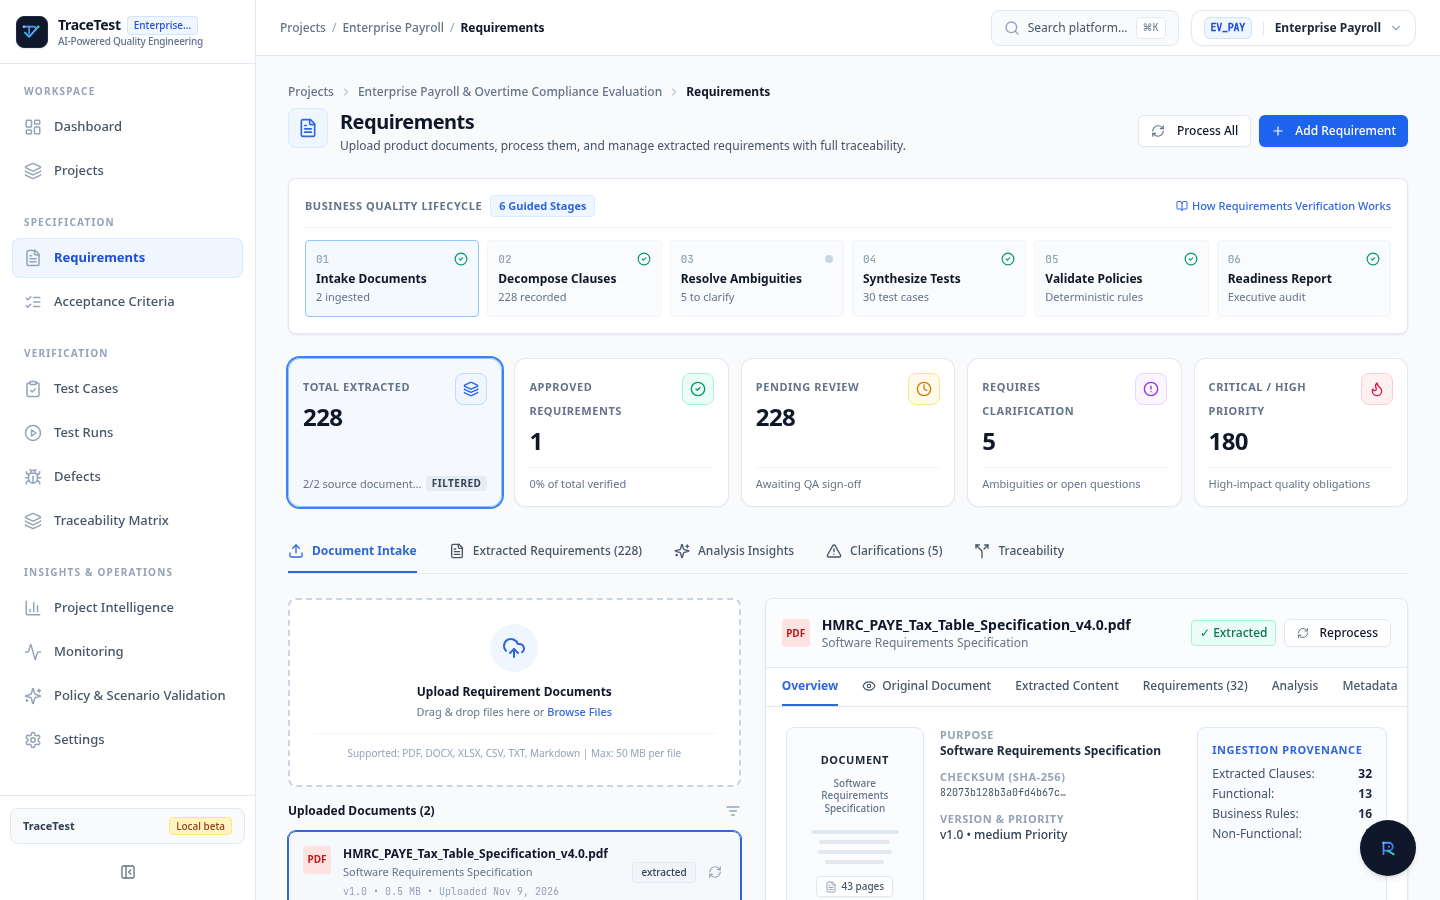 TraceTest Enterprise...
AI-Powered Quality Engineering
WORKSPACE
Dashboard
Projects
SPECIFICATION
Requirements
Acceptance Criteria
VERIFICATION
Test Cases
Test Runs
Defects
Traceability Matrix
INSIGHTS & OPERATIONS
Project Intelligence
Monitoring
Policy & Scenario Validation
Settings
TraceTest Local beta
Projects / Enterprise Payroll / Requirements
Search platform... ⌘K
EV_PAY Enterprise Payroll
Projects > Enterprise Payroll & Overtime Compliance Evaluation > Requirements
Requirements
Upload product documents, process them, and manage extracted requirements with full traceability.
Process All
Add Requirement
BUSINESS QUALITY LIFECYCLE 6 Guided Stages
How Requirements Verification Works
01
Intake Documents
2 ingested
02
Decompose Clauses
228 recorded
03
Resolve Ambiguities
5 to clarify
04
Synthesize Tests
30 test cases
05
Validate Policies
Deterministic rules
06
Readiness Report
Executive audit
TOTAL EXTRACTED
228
2/2 source document... FILTERED
APPROVED
REQUIREMENTS
1
0% of total verified
PENDING REVIEW
228
Awaiting QA sign-off
REQUIRES
CLARIFICATION
5
Ambiguities or open questions
CRITICAL / HIGH
PRIORITY
180
High-impact quality obligations
Document Intake
Extracted Requirements (228)
Analysis Insights
Clarifications (5)
Traceability
Upload Requirement Documents
Drag & drop files here or Browse Files
Supported: PDF, DOCX, XLSX, CSV, TXT, Markdown | Max: 50 MB per file
Uploaded Documents (2)
PDF
HMRC_PAYE_Tax_Table_Specification_v4.0.pdf
Software Requirements Specification
v1.0 • 0.5 MB • Uploaded Nov 9, 2026
extracted
PDF
HMRC_PAYE_Tax_Table_Specification_v4.0.pdf
Software Requirements Specification
✓ Extracted
Reprocess
Overview
Original Document
Extracted Content
Requirements (32)
Analysis
Metadata
DOCUMENT
Software
Requirements
Specification
43 pages
PURPOSE
Software Requirements Specification
CHECKSUM (SHA-256)
82073b128b3a0fd4b67c…
VERSION & PRIORITY
v1.0 • medium Priority
INGESTION PROVENANCE
Extracted Clauses: 32
Functional: 13
Business Rules: 16
Non-Functional: